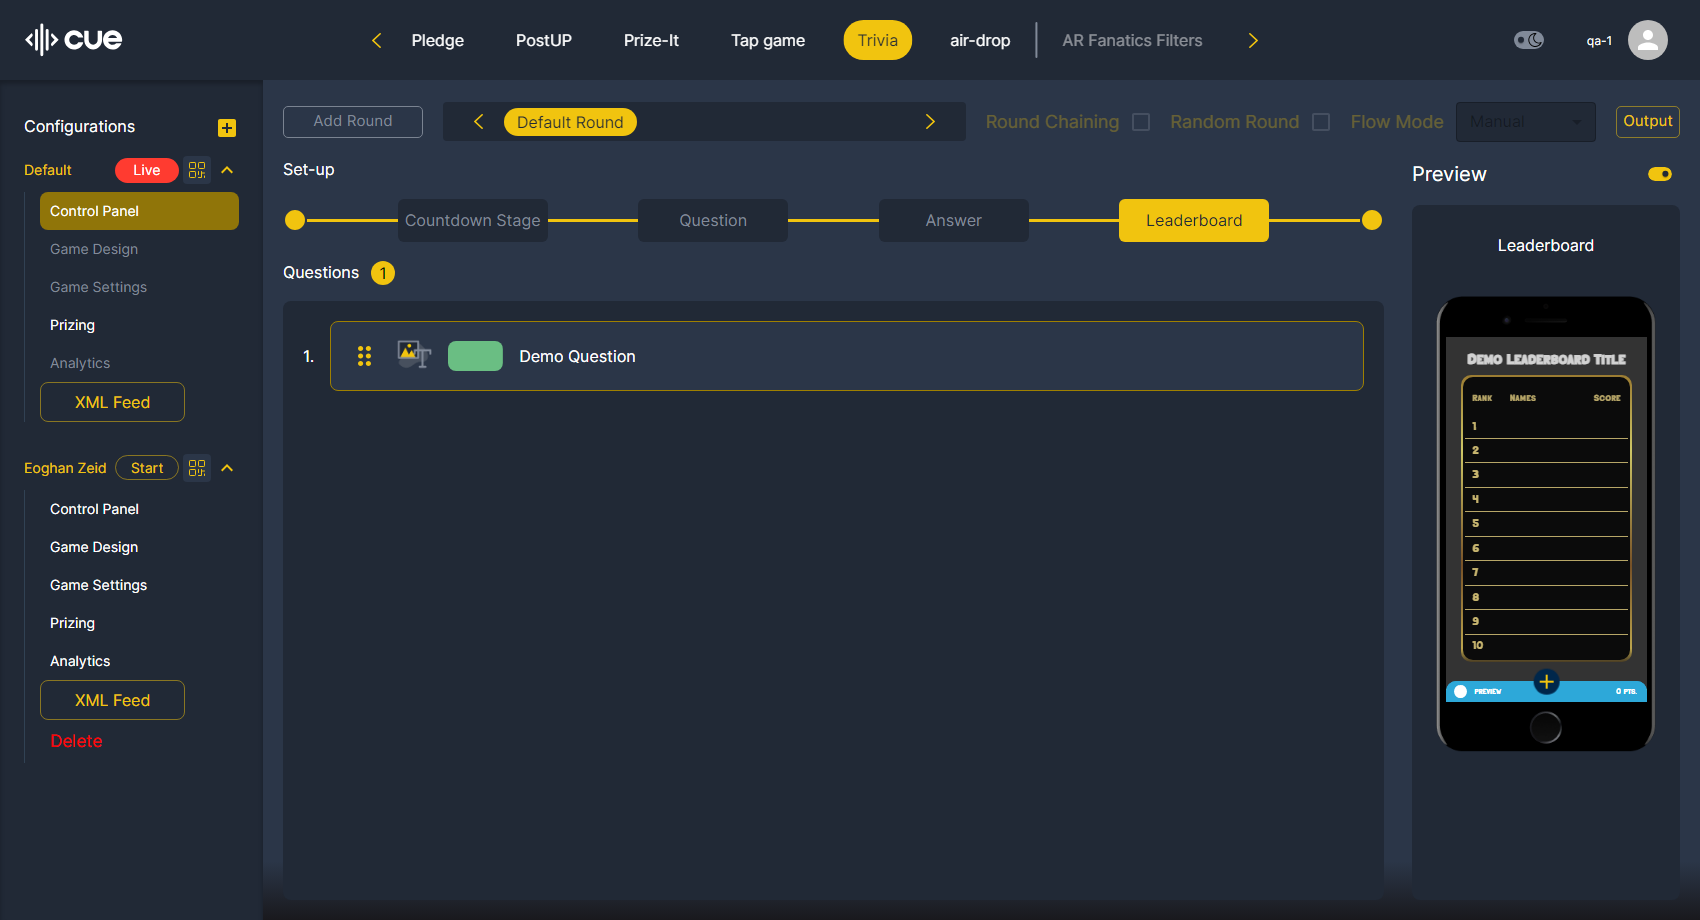 cue
Pledge
PostUP
Prize-It
Tap game
Trivia
air-drop
AR Fanatics Filters
qa-1
Configurations
Default
Live
Control Panel
Game Design
Game Settings
Prizing
Analytics
XML Feed
Eoghan Zeid
Start
Control Panel
Game Design
Game Settings
Prizing
Analytics
XML Feed
Delete
Add Round
Default Round
Round Chaining
Random Round
Flow Mode
Manual
Output
Set-up
Countdown Stage
Question
Answer
Leaderboard
Questions 1
1.
Demo Question
Preview
Leaderboard
Demo Leaderboard Title
Rank Names Score
1
2
3
4
5
6
7
8
9
10
PREVIEW
0 PTS.